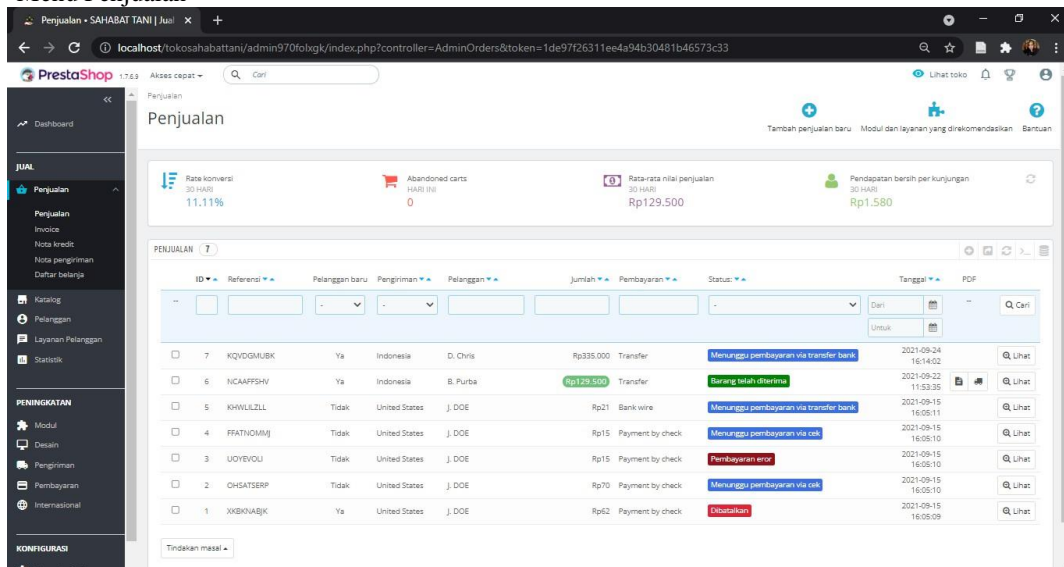 Menu Penjualan
Penjualan • SAHABAT TANI | Jual
localhost/tokosahabattani/admin970folxgk/index.php?controller=AdminOrders&token=1de97f26311ee4a94b30481b46573c33
PrestaShop 1.7.6.9 Akses cepat Cari Lihat toko
Penjualan
Penjualan
Tambah penjualan baru Modul dan layanan yang direkomendasikan Bantuan
Dashboard
JUAL
Penjualan
Penjualan
Invoice
Nota kredit
Nota pengiriman
Daftar belanja
Katalog
Pelanggan
Layanan Pelanggan
Statistik
PENINGKATAN
Modul
Desain
Pengiriman
Pembayaran
Internasional
KONFIGURASI
Rate konversi
30 HARI
11.11%
Abandoned carts
HARI INI
0
Rata-rata nilai penjualan
30 HARI
Rp129.500
Pendapatan bersih per kunjungan
30 HARI
Rp1.580
PENJUALAN 7
ID Referensi Pelanggan baru Pengiriman Pelanggan Jumlah Pembayaran Status: Tanggal PDF
-- - - - Dari -- Cari
Untuk
7 KQVDGMUBK Ya Indonesia D. Chris Rp335.000 Transfer Menunggu pembayaran via transfer bank 2021-09-24 16:14:02 Lihat
6 NCAAFFSHV Ya Indonesia B. Purba Rp129.500 Transfer Barang telah diterima 2021-09-22 11:53:35 Lihat
5 KHWLILZLL Tidak United States J. DOE Rp21 Bank wire Menunggu pembayaran via transfer bank 2021-09-15 16:05:11 Lihat
4 FFATNOMMJ Tidak United States J. DOE Rp15 Payment by check Menunggu pembayaran via cek 2021-09-15 16:05:10 Lihat
3 UOYEVOLI Tidak United States J. DOE Rp15 Payment by check Pembayaran eror 2021-09-15 16:05:10 Lihat
2 OHSATSERP Tidak United States J. DOE Rp70 Payment by check Menunggu pembayaran via cek 2021-09-15 16:05:10 Lihat
1 XKBKNABJK Ya United States J. DOE Rp62 Payment by check Dibatalkan 2021-09-15 16:05:09 Lihat
Tindakan masal